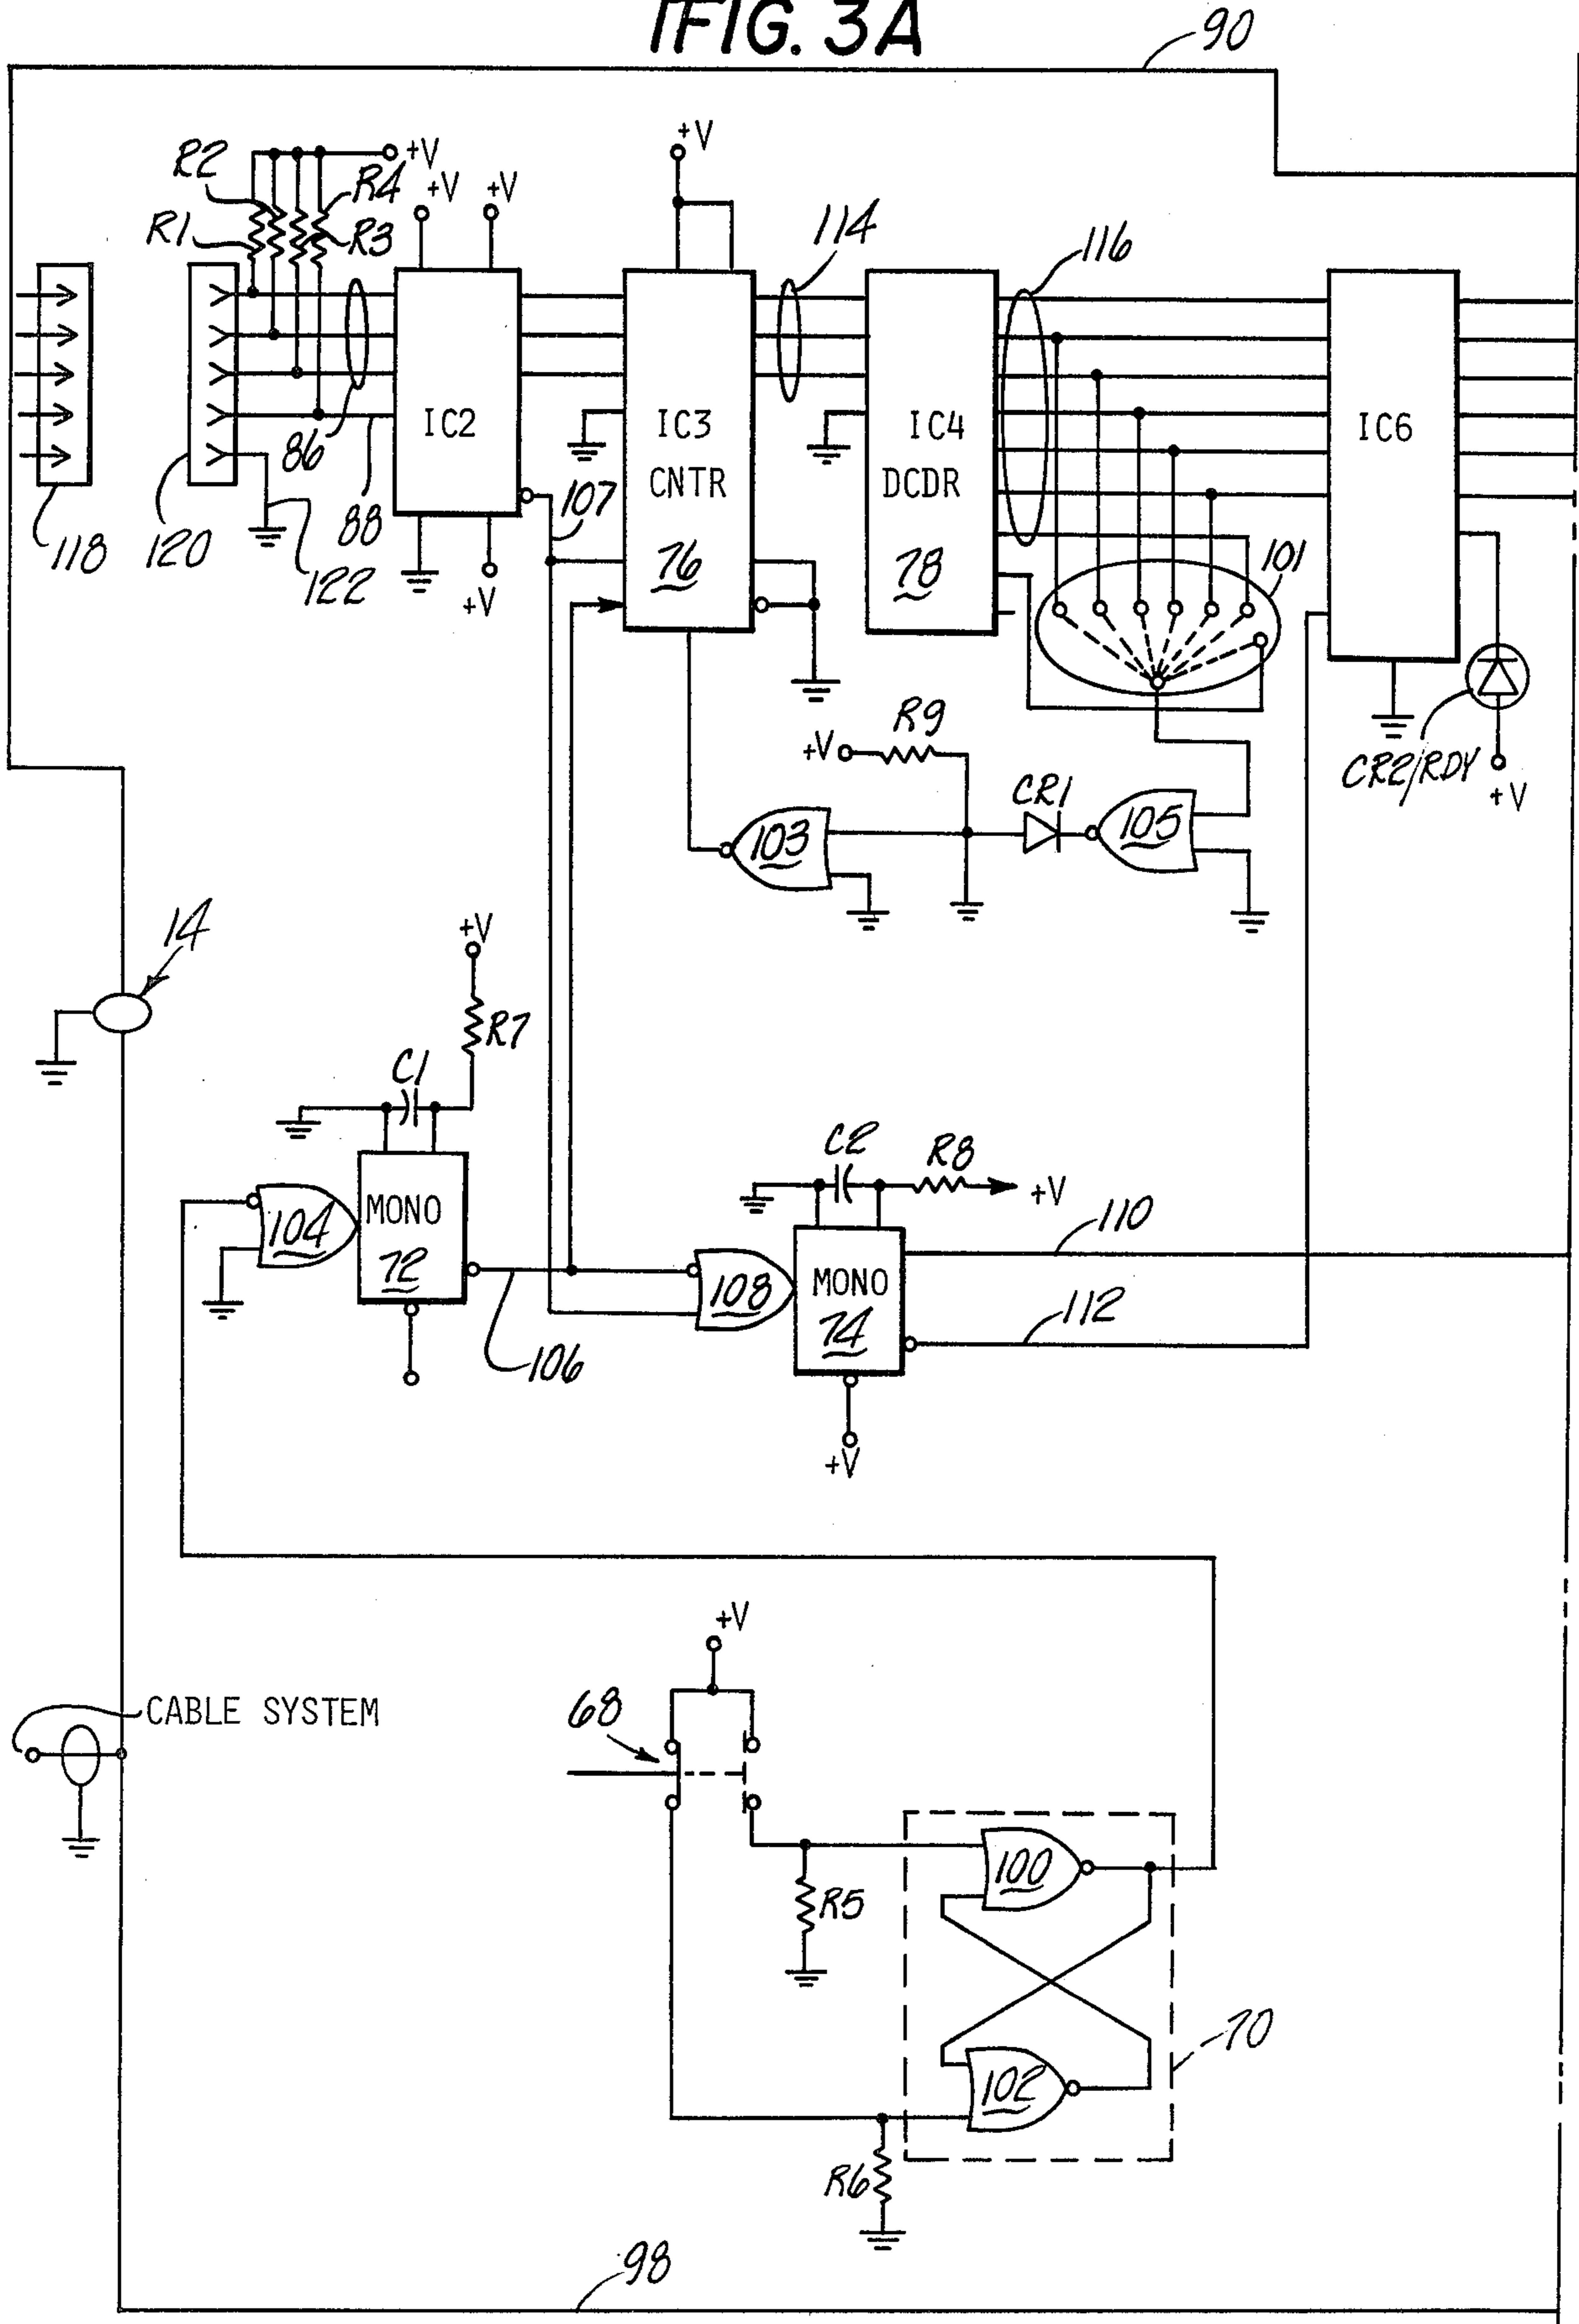 FIG. 3A
90
+V
R2
+V
R4
+V
+V
R1
R3
114
116
IC2
IC3
CNTR
76
IC4
DCDR
78
IC6
86
107
118
120
122
88
+V
101
R9
+V
CR1
CR2/RDY
+V
103
105
14
+V
R7
C1
C2
R8
+V
MONO
72
104
110
MONO
74
108
112
106
+V
+V
CABLE SYSTEM
68
100
R5
70
102
R6
98